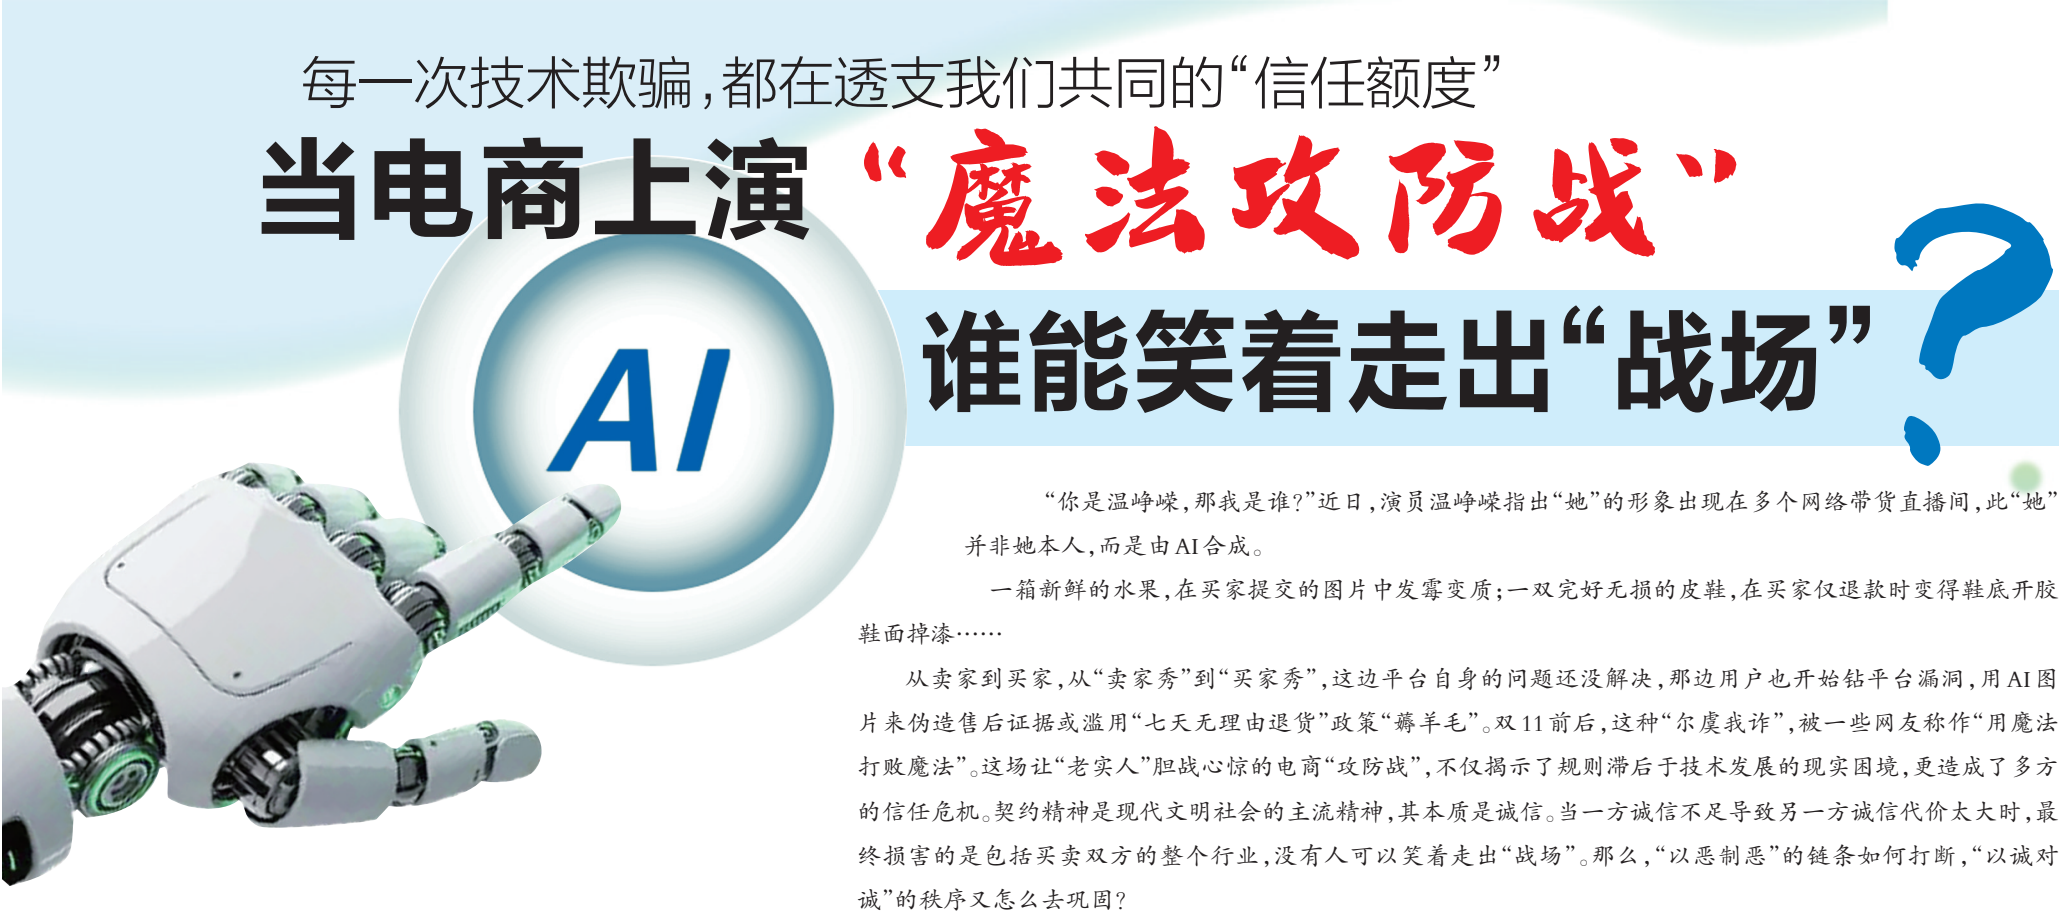 每一次技术欺骗,都在透支我们共同的“信任额度”
当电商上演“魔法攻防战”
谁能笑着走出“战场”?
AI
“你是温峥嵘,那我是谁?”近日,演员温峥嵘指出“她”的形象出现在多个网络带货直播间,此“她”
并非她本人,而是由AI合成。
一箱新鲜的水果,在买家提交的图片中发霉变质;一双完好无损的皮鞋,在买家仅退款时变得鞋底开胶
鞋面掉漆……
从卖家到买家,从“卖家秀”到“买家秀”,这边平台自身的问题还没解决,那边用户也开始钻平台漏洞,用AI图
片来伪造售后证据或滥用“七天无理由退货”政策“薅羊毛”。双11前后,这种“尔虞我诈”,被一些网友称作“用魔法
打败魔法”。这场让“老实人”胆战心惊的电商“攻防战”,不仅揭示了规则滞后于技术发展的现实困境,更造成了多方
的信任危机。契约精神是现代文明社会的主流精神,其本质是诚信。当一方诚信不足导致另一方诚信代价太大时,最
终损害的是包括买卖双方的整个行业,没有人可以笑着走出“战场”。那么,“以恶制恶”的链条如何打断,“以诚对
诚”的秩序又怎么去巩固?